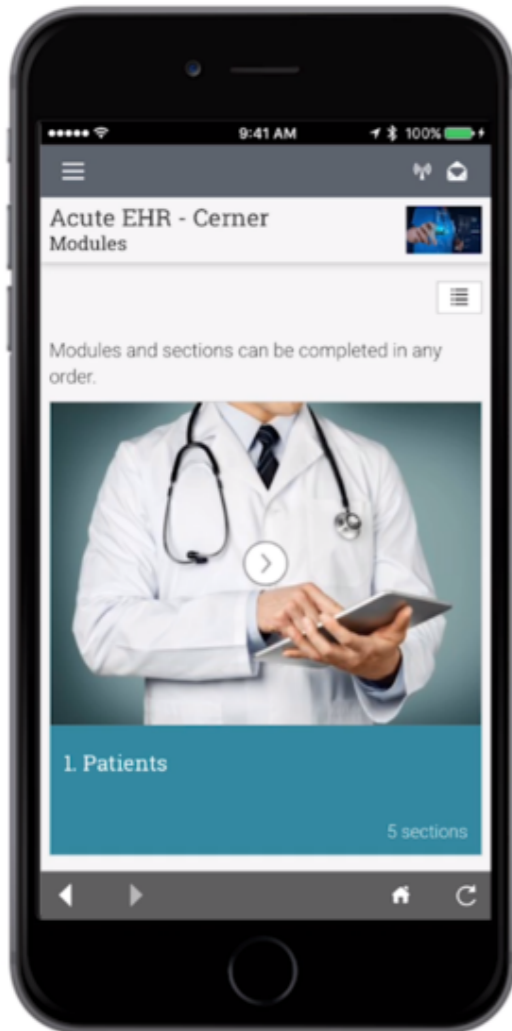 9:41 AM
100%
Acute EHR - Cerner
Modules
Modules and sections can be completed in any
order.
1. Patients
5 sections